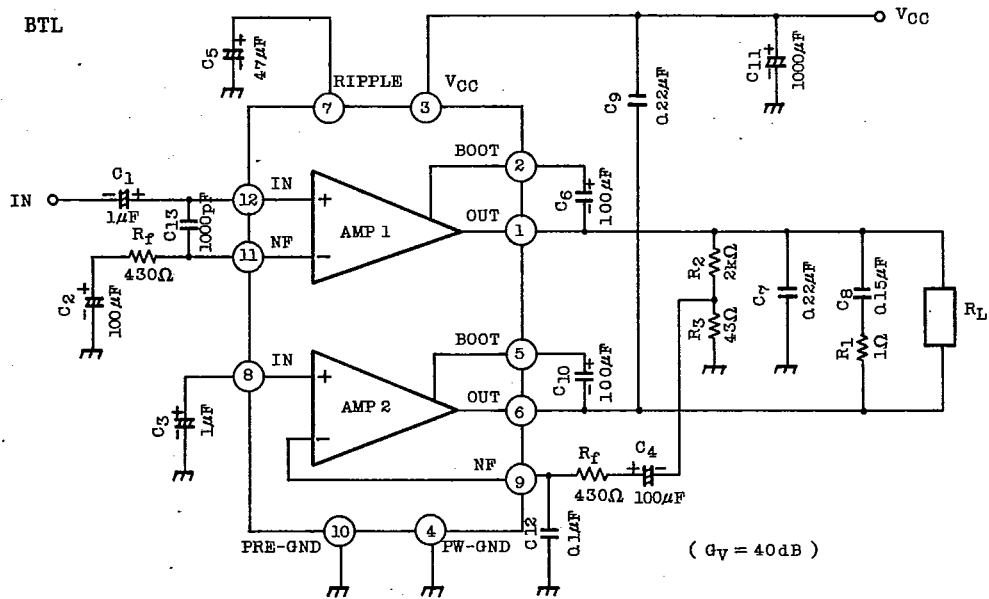 BTL
VCC
C5
+
-
47μF
RIPPLE
VCC
C11
+
-
1000μF
7
3
C9
0.22μF
BOOT
2
C6
+
-
100μF
IN
C1
- +
1μF
C13
1000pF
12
IN
+
AMP 1
OUT
1
Rf
430Ω
11
NF
-
C2
+
-
100μF
R2
2kΩ
R3
43Ω
C7
0.22μF
C8
0.15μF
R1
1Ω
RL
BOOT
5
C10
+
-
100μF
8
IN
+
AMP 2
OUT
6
C3
+
-
1μF
-
NF
9
Rf
430Ω
C4
+ -
100μF
C12
0.1μF
10
PRE-GND
4
PW-GND
( GV = 40dB )